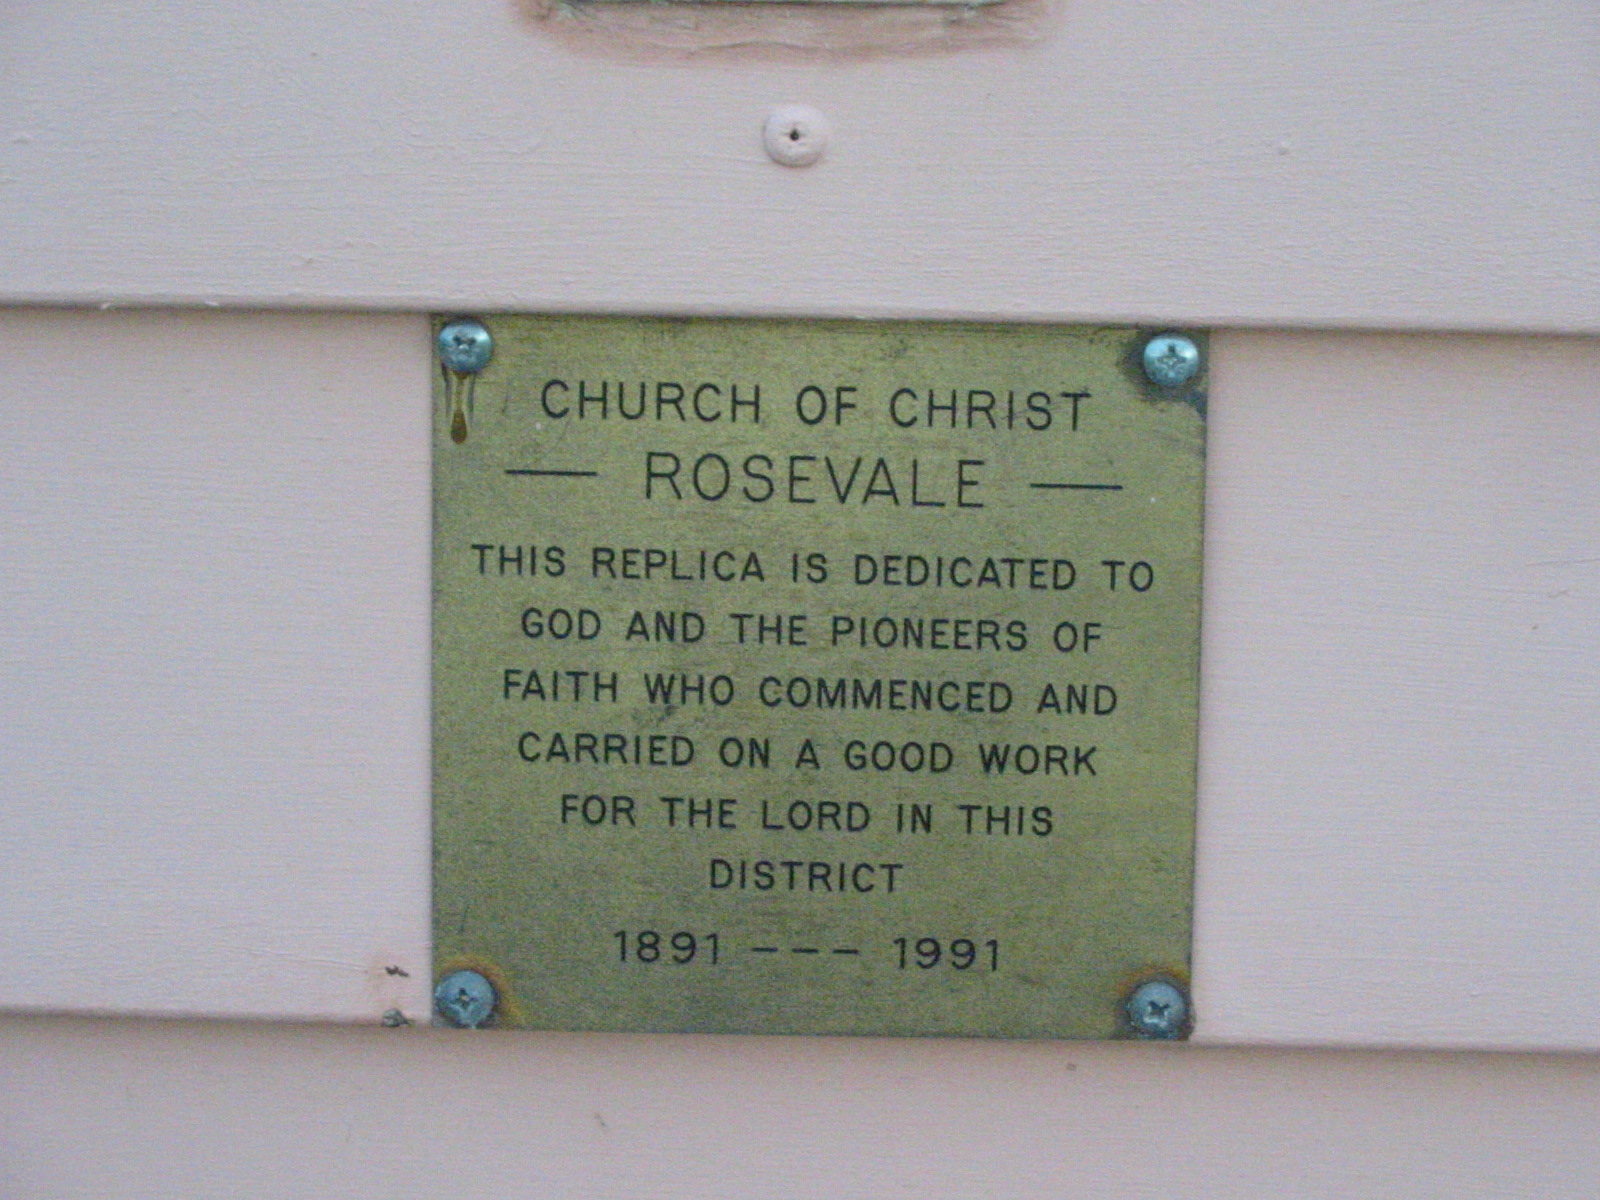 CHURCH OF CHRIST
— ROSEVALE —
THIS REPLICA IS DEDICATED TO
GOD AND THE PIONEERS OF
FAITH WHO COMMENCED AND
CARRIED ON A GOOD WORK
FOR THE LORD IN THIS
DISTRICT
1891 --- 1991